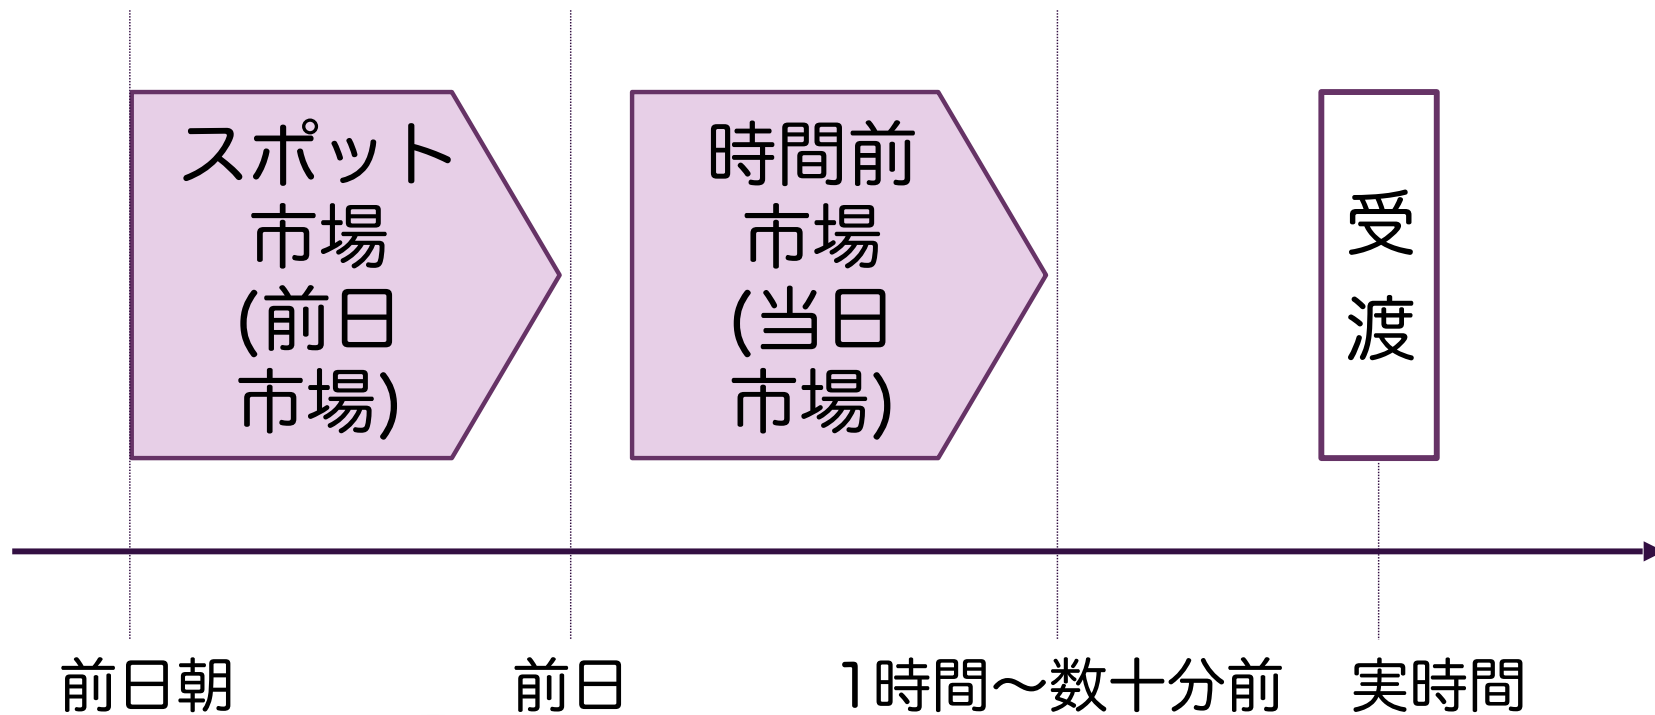 スポット
市場
(前日
市場)
時間前
市場
(当日
市場)
受
渡
前日朝
前日
1時間～数十分前
実時間